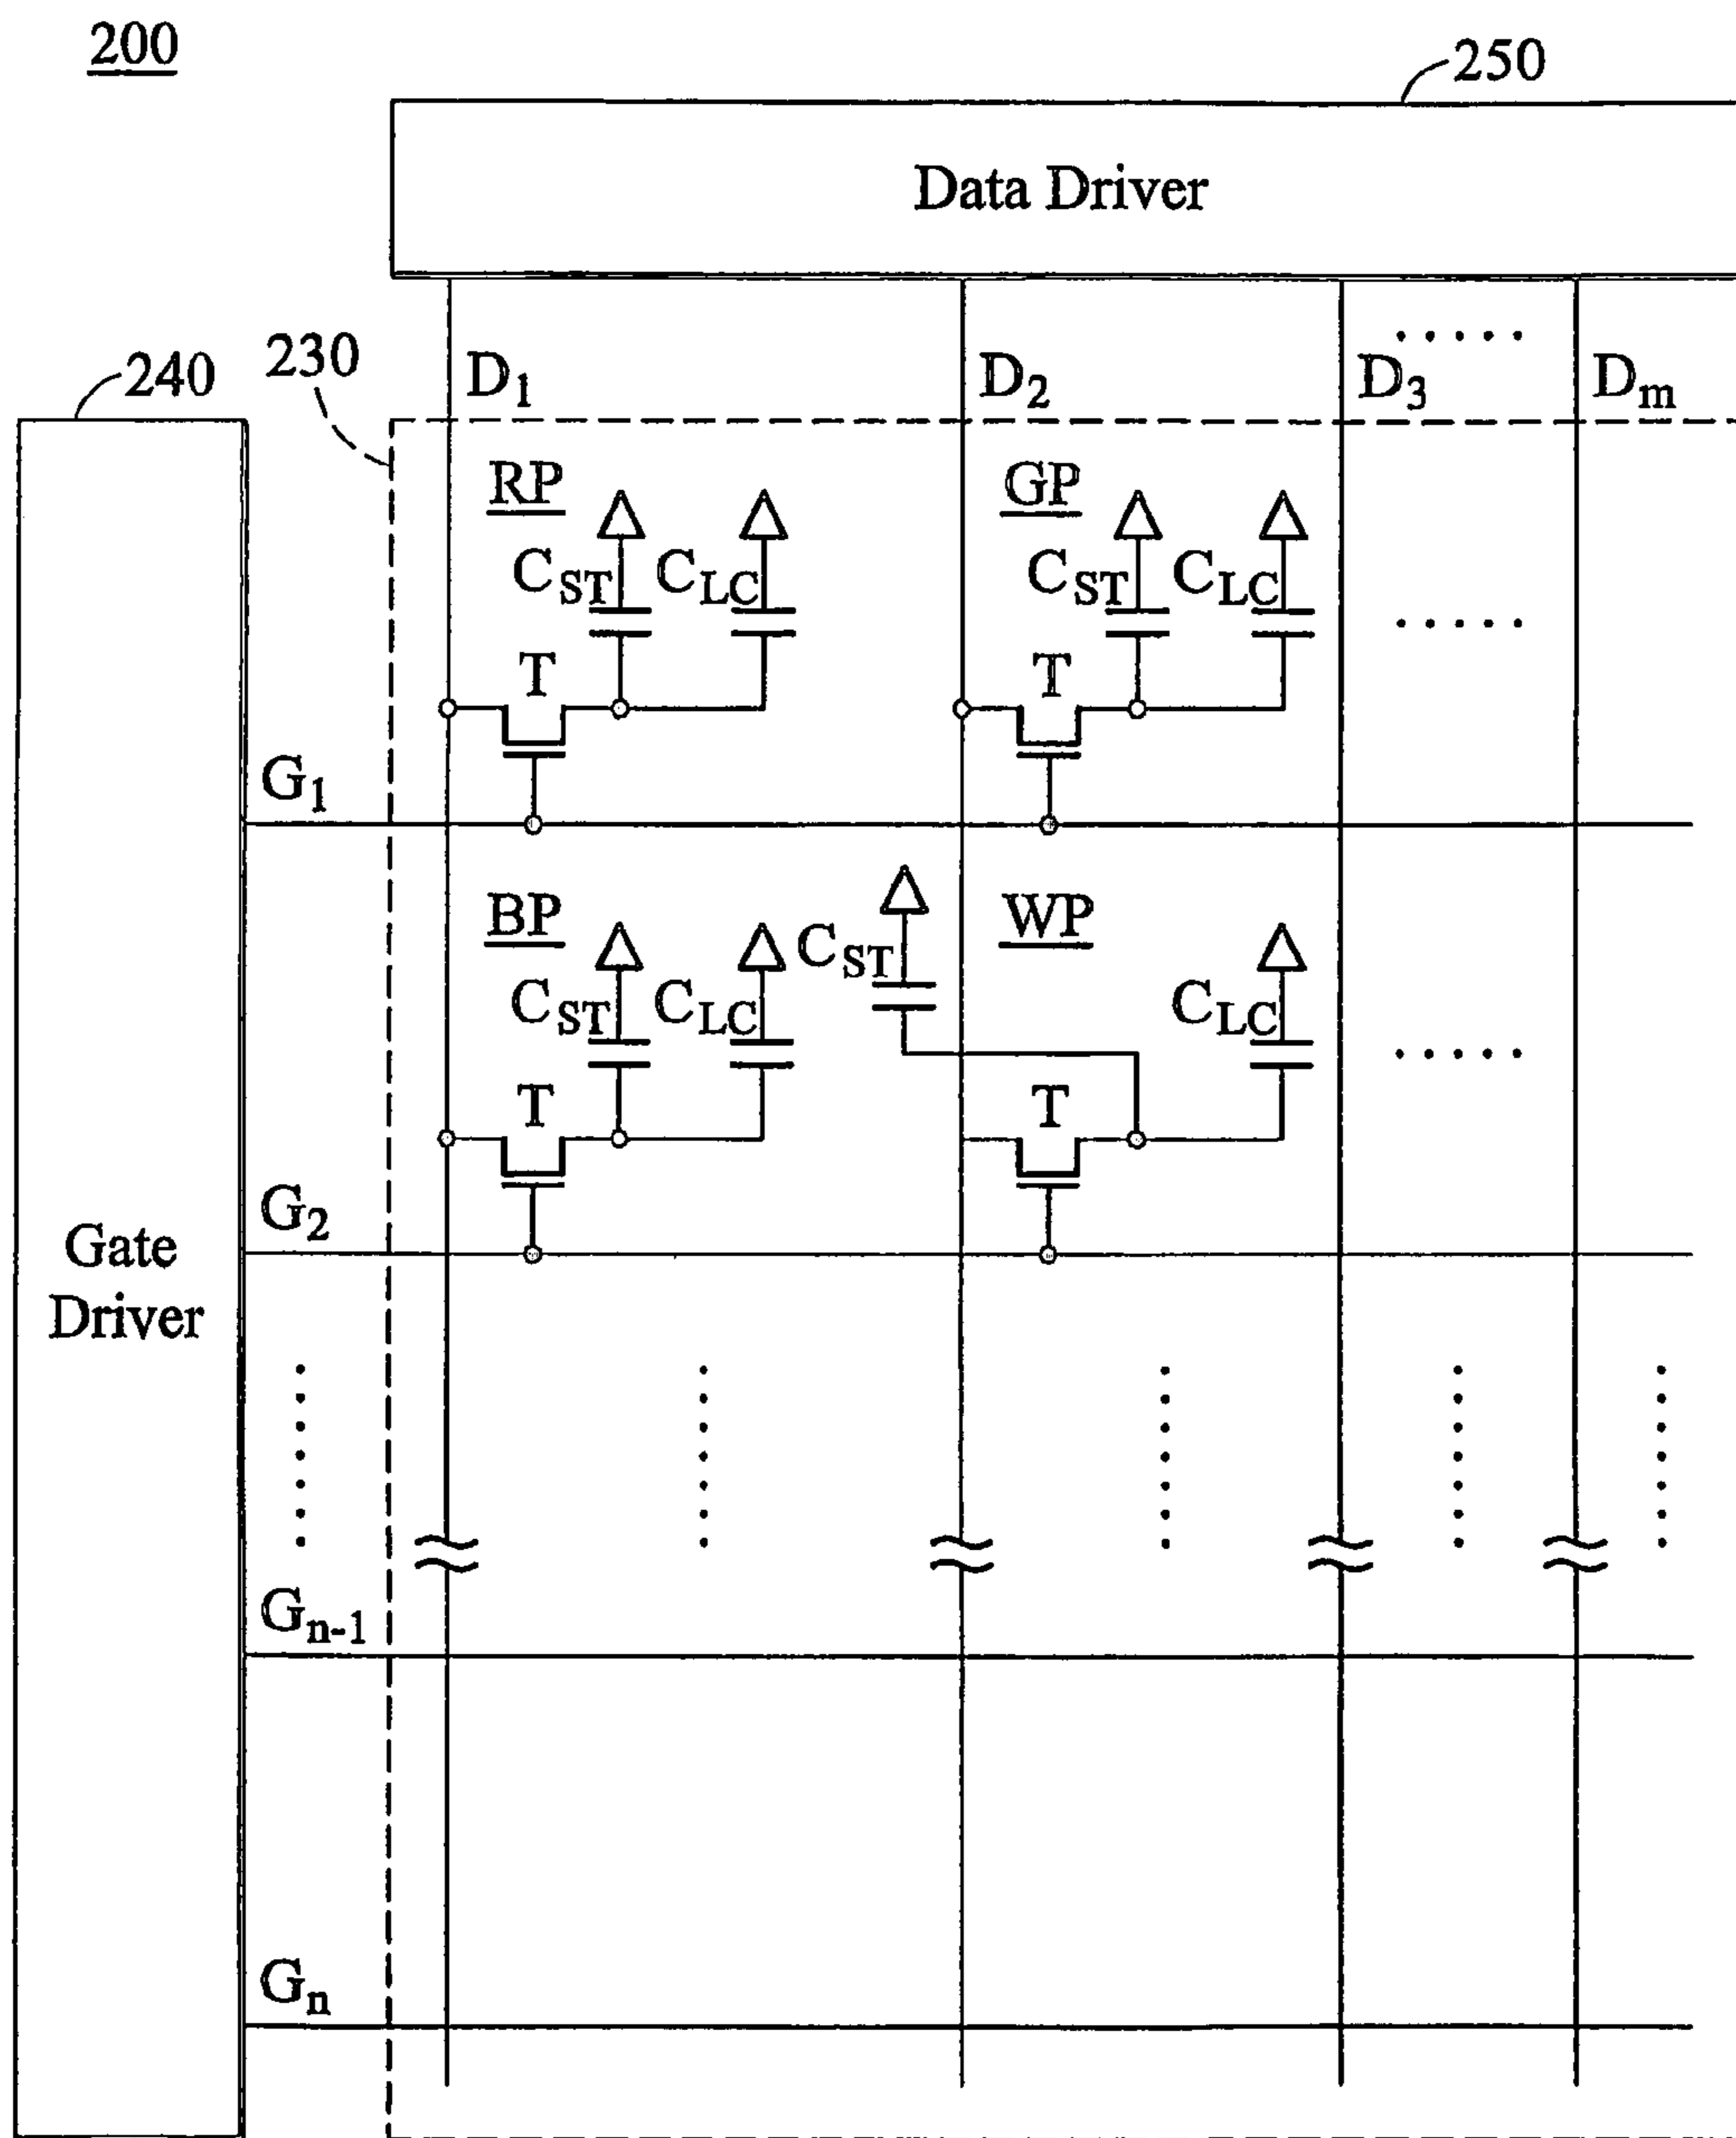 200
250
Data Driver
240
230
D1
D2
D3
Dm
RP
GP
CST
CLC
CST
CLC
T
T
G1
BP
WP
CST
CST
CLC
CLC
T
T
G2
Gate
Driver
Gn-1
Gn